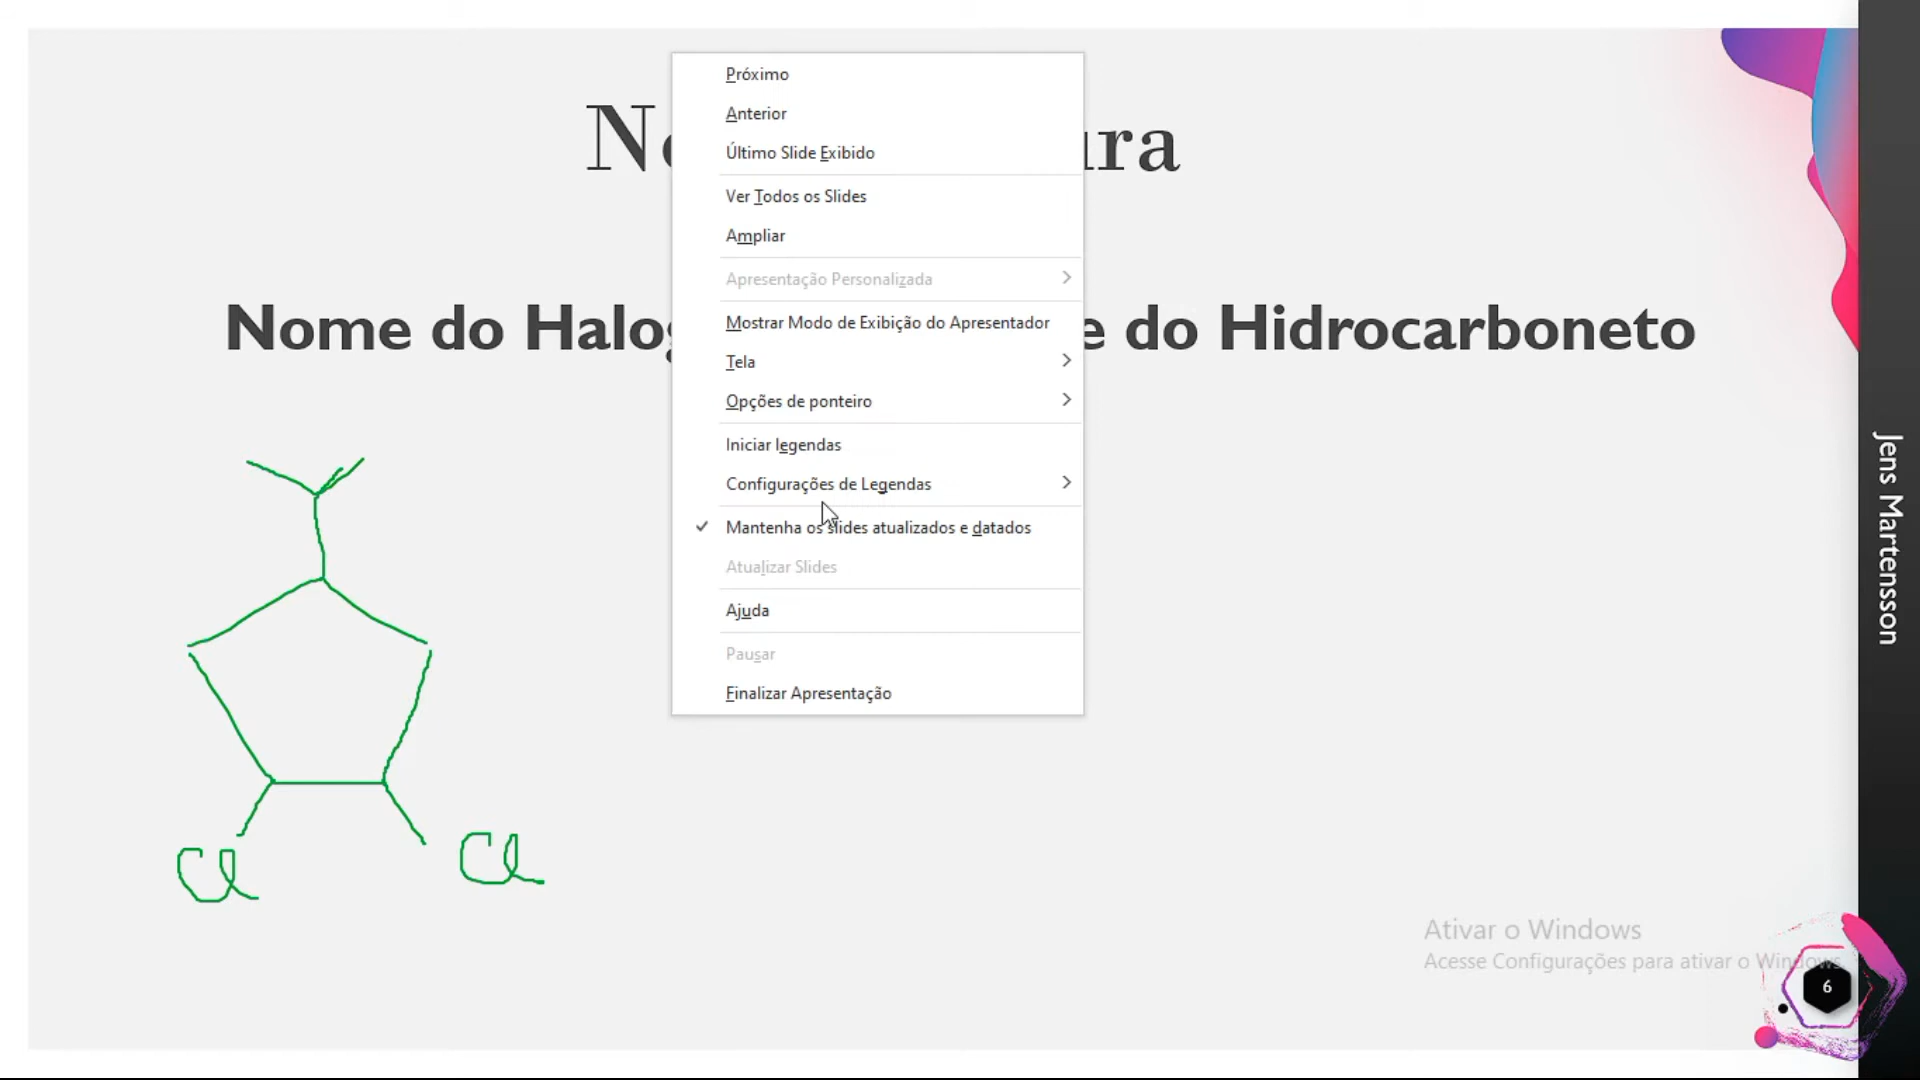 Próximo
Anterior
Último Slide Exibido
Ver Todos os Slides
Ampliar
Apresentação Personalizada
Mostrar Modo de Exibição do Apresentador
Tela
Opções de ponteiro
Iniciar legendas
Configurações de Legendas
Mantenha os slides atualizados e datados
Atualizar Slides
Ajuda
Pausar
Finalizar Apresentação
Nome do do Hidrocarboneto
Cl Cl
Jens Martensson
Ativar o Windows
Acesse Configurações para ativar o Windows.
6